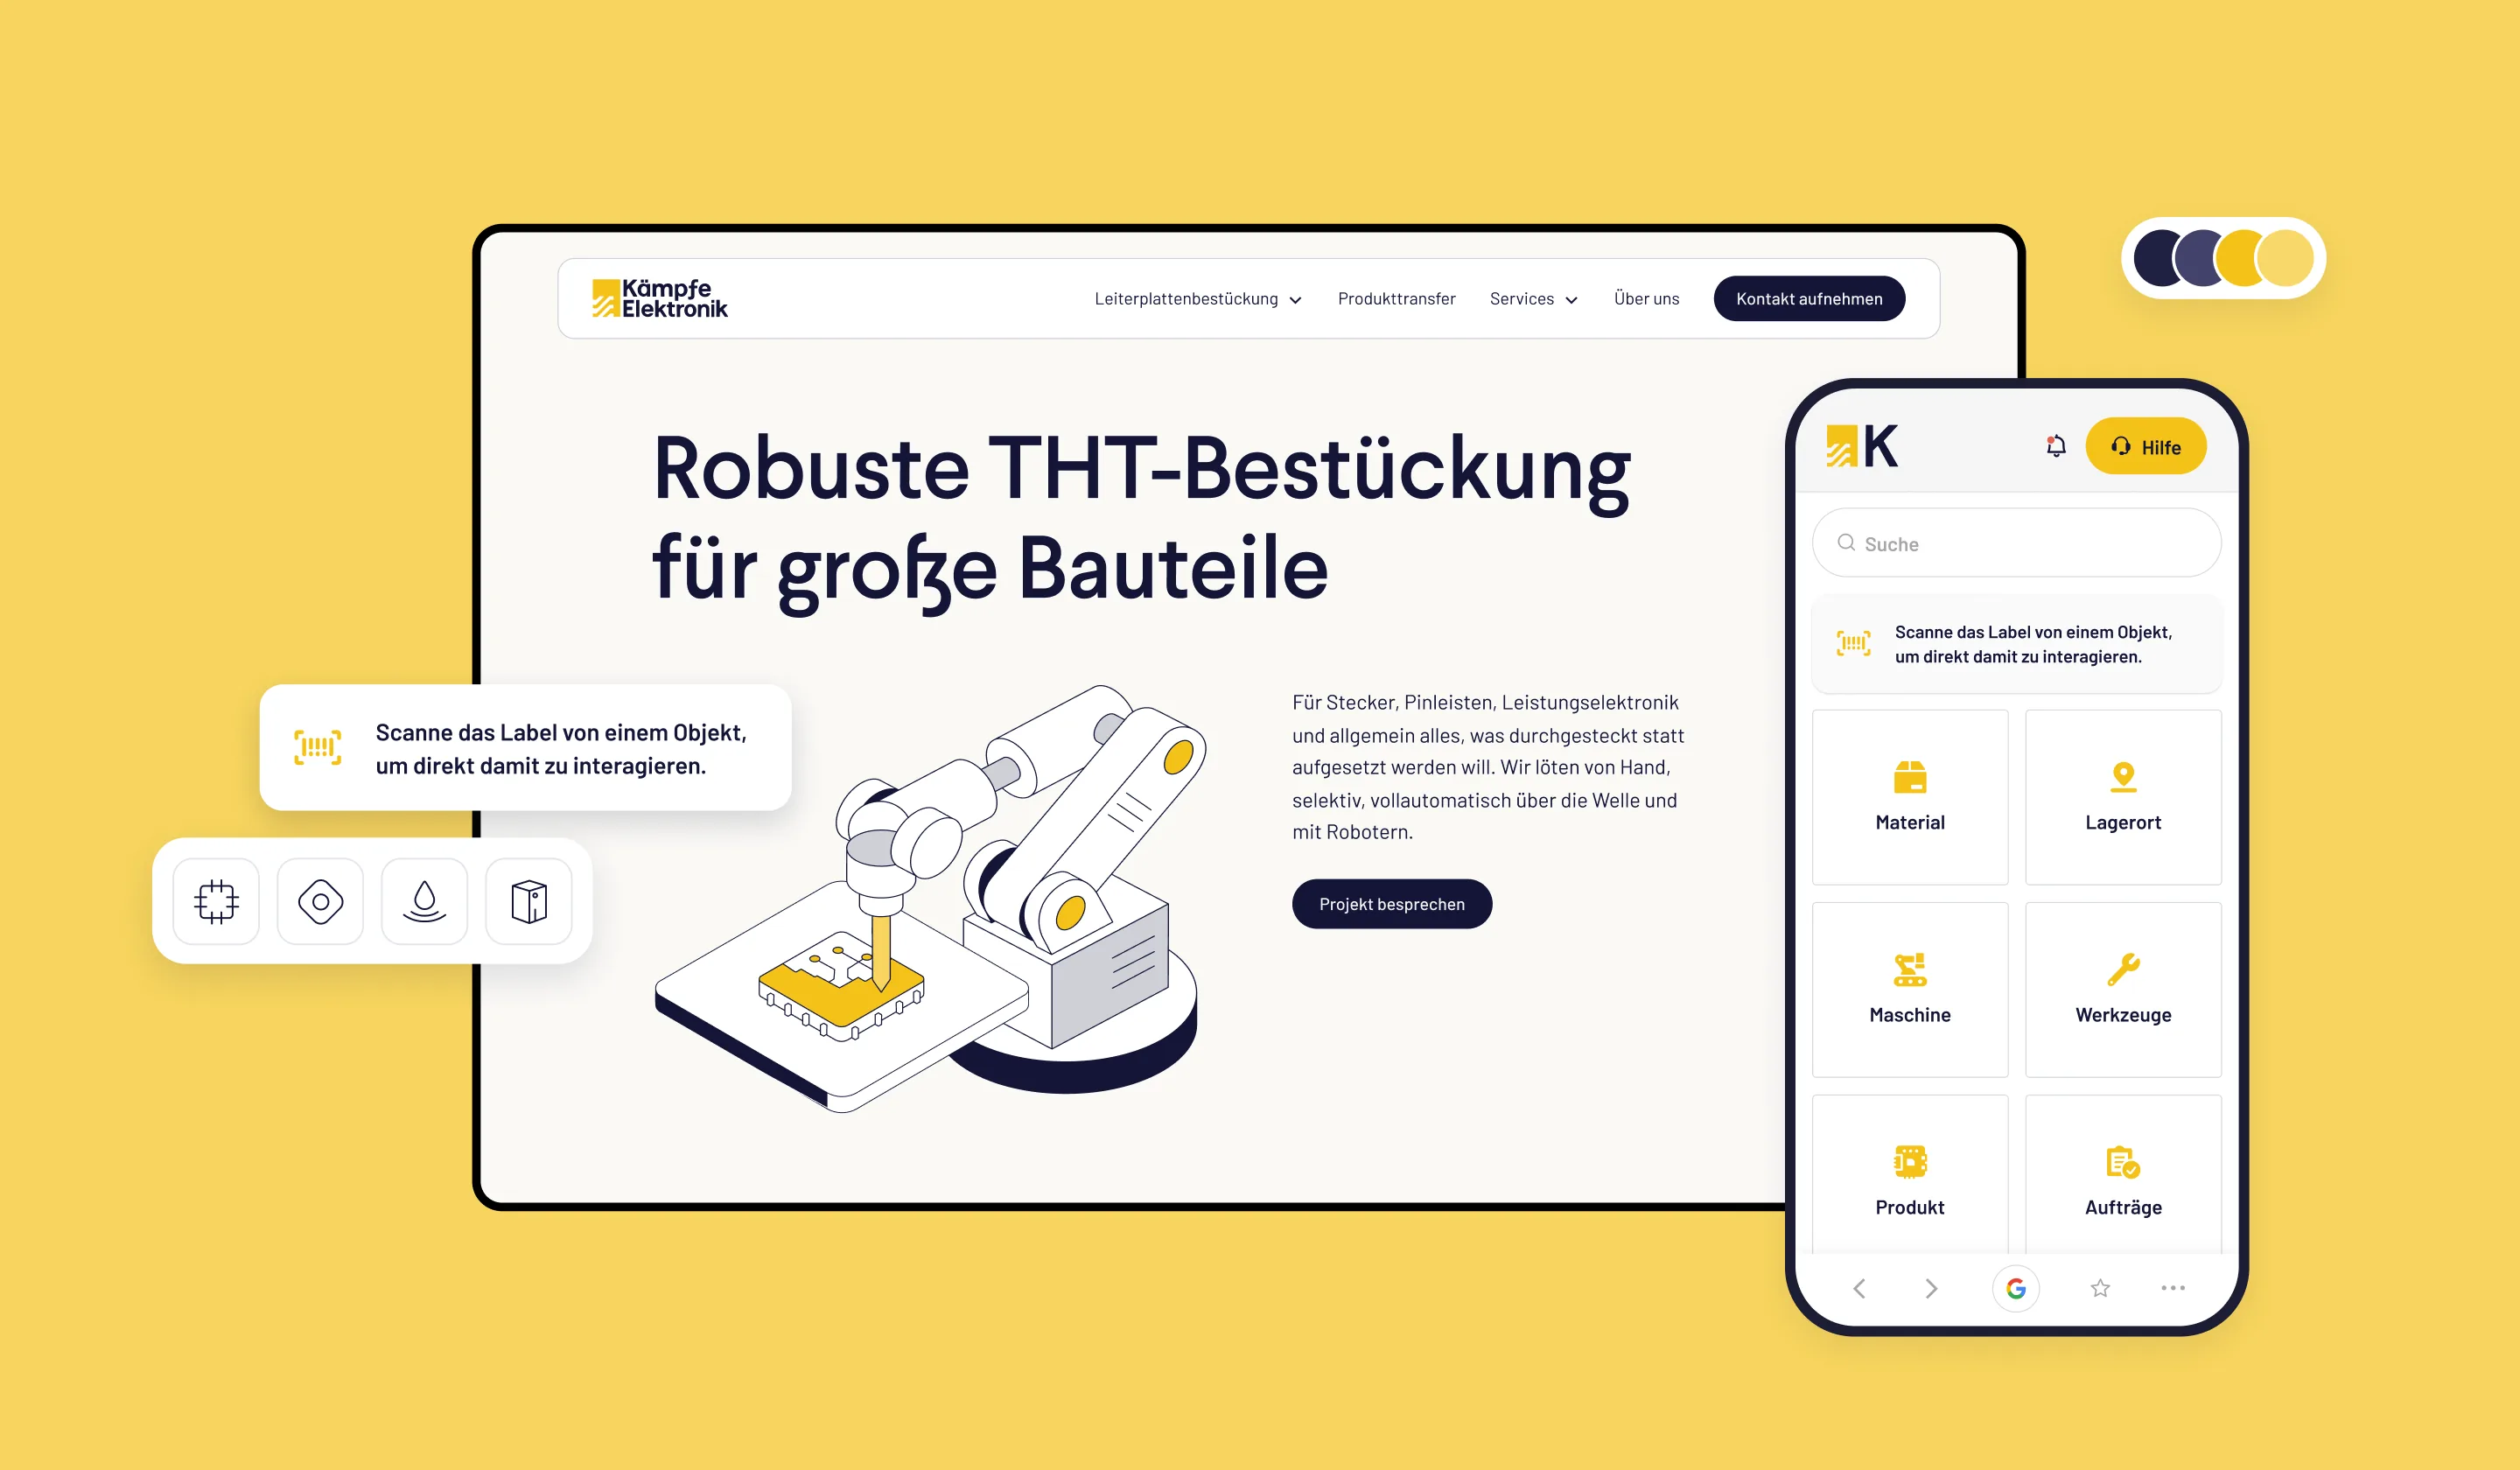 Kämpfe
Elektronik
Leiterplattenbestückung
Produkttransfer
Services
Über uns
Kontakt aufnehmen
Robuste THT-Bestückung
für große Bauteile
Für Stecker, Pinleisten, Leistungselektronik
und allgemein alles, was durchgesteckt statt
aufgesetzt werden will. Wir löten von Hand,
selektiv, vollautomatisch über die Welle und
mit Robotern.
Projekt besprechen
Scanne das Label von einem Objekt,
um direkt damit zu interagieren.
K
Hilfe
Suche
Scanne das Label von einem Objekt,
um direkt damit zu interagieren.
Material
Lagerort
Maschine
Werkzeuge
Produkt
Aufträge
G